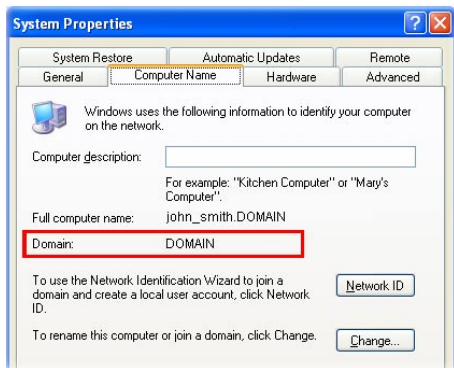 System Properties
System Restore Automatic Updates Remote
General Computer Name Hardware Advanced
Windows uses the following information to identify your computer
on the network.
Computer description:
For example: "Kitchen Computer" or "Mary's
Computer".
Full computer name: john_smith.DOMAIN
Domain: DOMAIN
To use the Network Identification Wizard to join a
domain and create a local user account, click Network
ID.
Network ID
To rename this computer or join a domain, click Change.
Change...